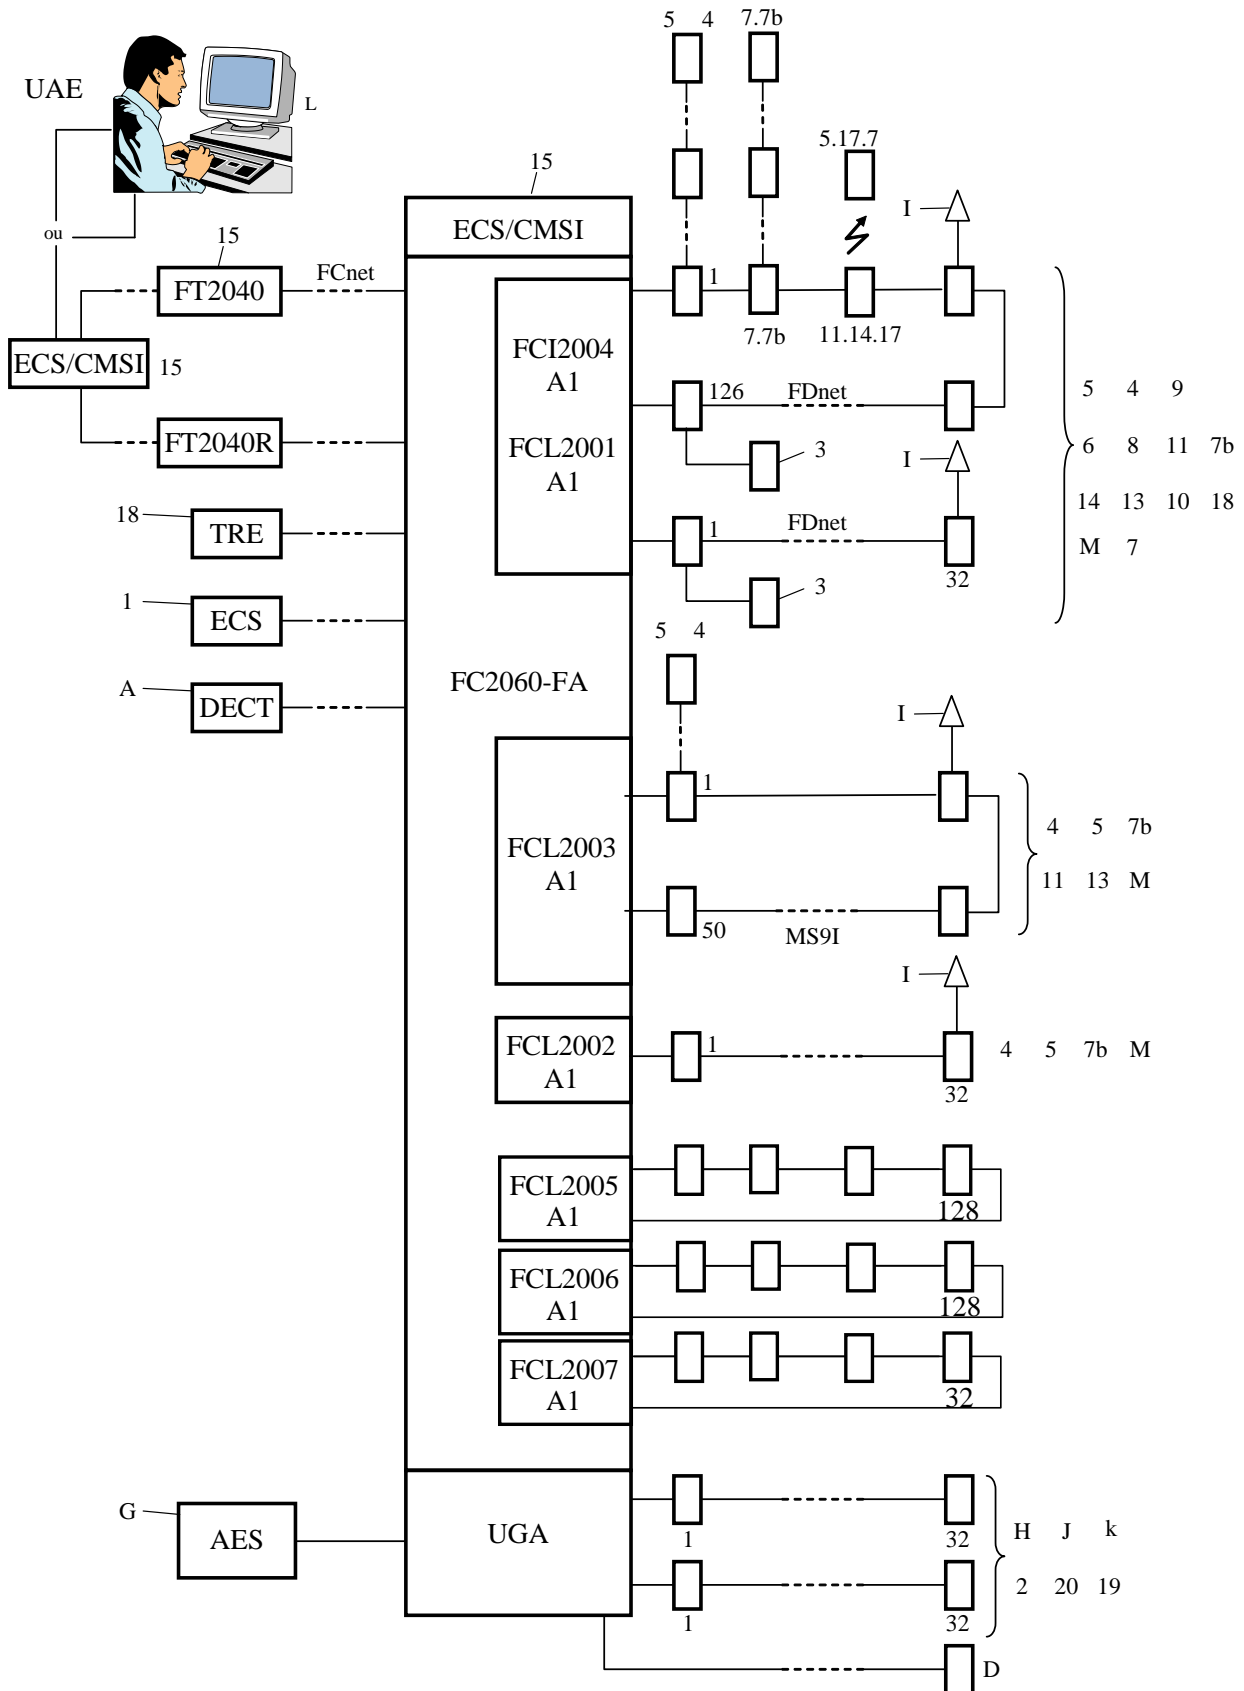 5 4 7.7b
UAE
L
5.17.7
15
I
ECS/CMSI
ou
15
FCnet
1
FT2040
7.7b
11.14.17
FCI2004
A1
ECS/CMSI 15
126 FDnet
5 4 9
FT2040R
FCL2001
A1
3
I
6 8 11 7b
14 13 10 18
18
TRE
1
FDnet
M 7
32
3
1
ECS
5 4
A
FC2060-FA
DECT
I
1
4 5 7b
FCL2003
A1
11 13 M
50
MS9I
I
FCL2002
A1
1
4 5 7b M
32
FCL2005
A1
128
FCL2006
A1
128
FCL2007
A1
32
G
AES
UGA
1
32
H J k
2 20 19
1
32
D